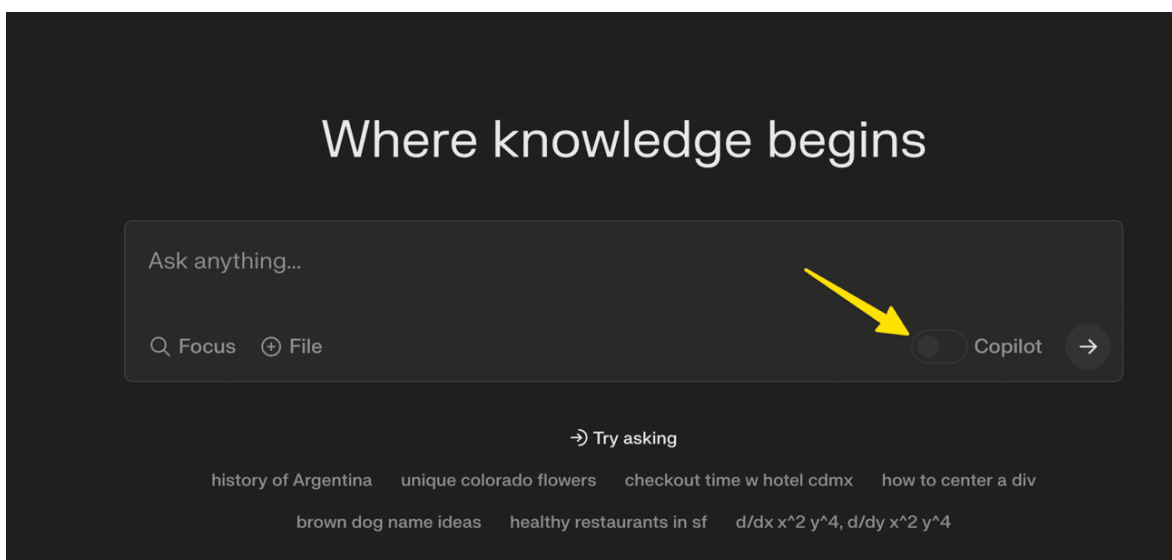 Where knowledge begins
Ask anything...
Focus File Copilot
Try asking
history of Argentina unique colorado flowers checkout time w hotel cdmx how to center a div
brown dog name ideas healthy restaurants in sf d/dx x^2 y^4, d/dy x^2 y^4